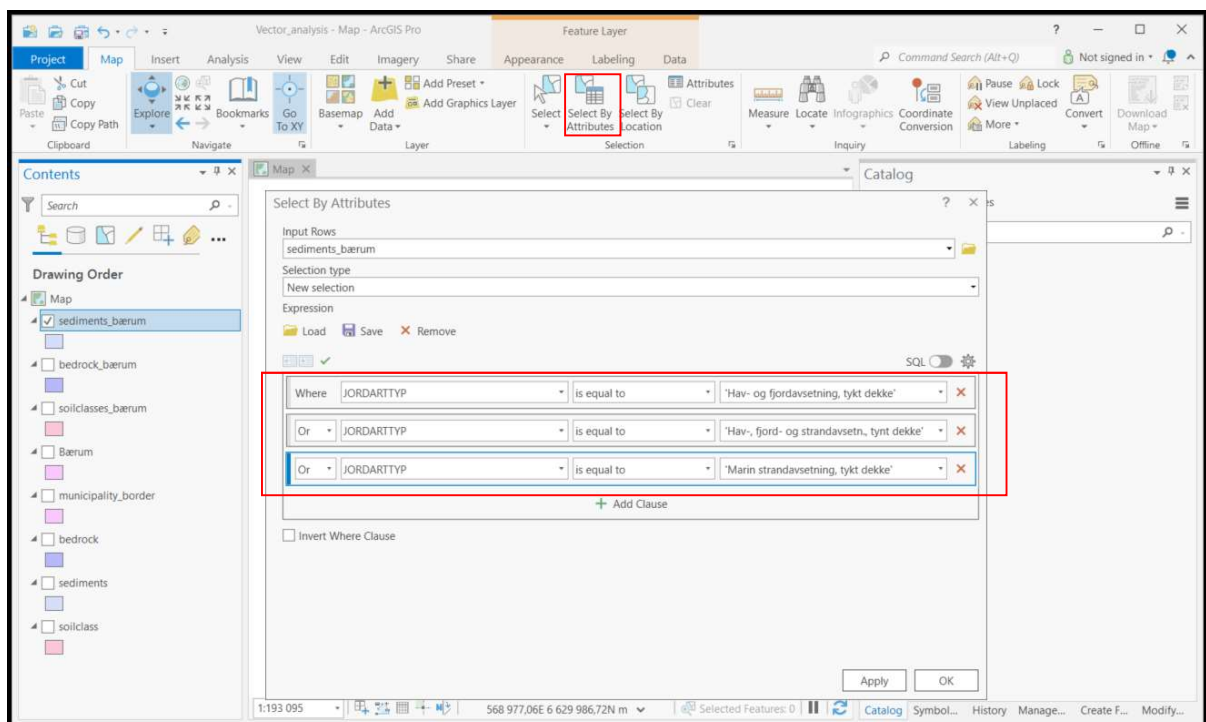 Vector_analysis - Map - ArcGIS Pro
Feature Layer
?
Project Map Insert Analysis View Edit Imagery Share Appearance Labeling Data
Command Search (Alt+Q)
Not signed in
Cut
Copy
Copy Path
Paste
Clipboard
Explore
Bookmarks
Go To XY
Navigate
Basemap
Add Data
Add Preset
Add Graphics Layer
Layer
Select
Select By Attributes
Select By Location
Attributes
Clear
Selection
Measure
Locate
Infographics
Coordinate Conversion
Inquiry
Pause
Lock
View Unplaced
More
Convert
Labeling
Download Map
Offline
Contents
Search
Drawing Order
Map
sediments_bærum
bedrock_bærum
soilclasses_bærum
Bærum
municipality_border
bedrock
sediments
soilclass
Map
Select By Attributes
?
Input Rows
sediments_bærum
Selection type
New selection
Expression
Load Save Remove
SQL
Where JORDARTTYP is equal to 'Hav- og fjordavsetning, tykt dekke'
Or JORDARTTYP is equal to 'Hav-, fjord- og strandavsetn., tynt dekke'
Or JORDARTTYP is equal to 'Marin strandavsetning, tykt dekke'
+ Add Clause
Invert Where Clause
Apply OK
Catalog
1:193 095
568 977,06E 6 629 986,72N m
Selected Features: 0
Catalog Symbol... History Manage... Create F... Modify...